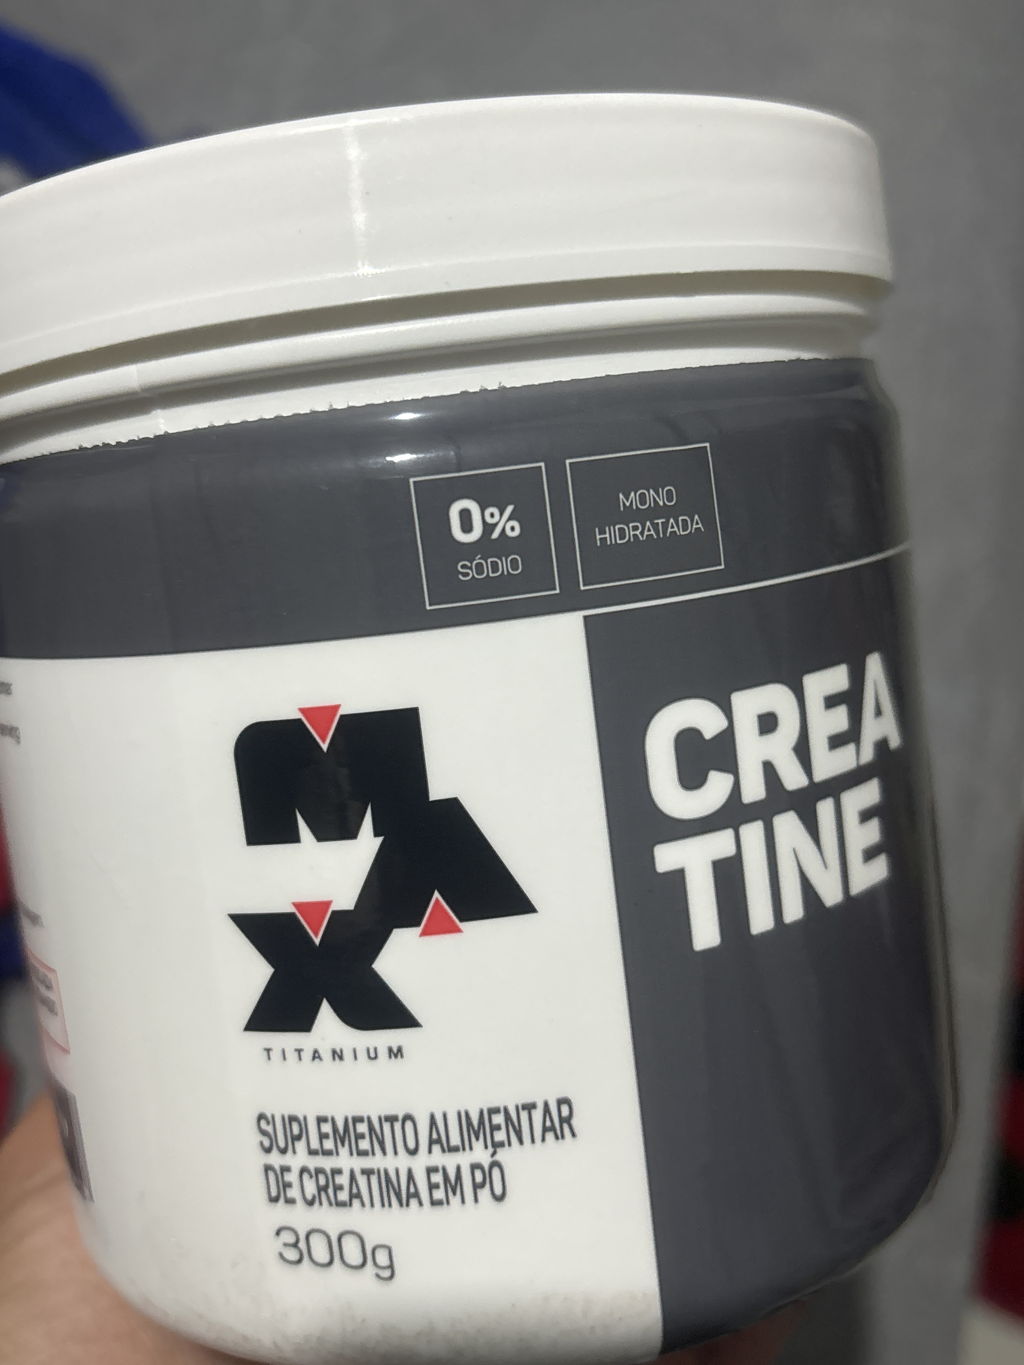 0%
SÓDIO
MONO
HIDRATADA
MAX
TITANIUM
CREA
TINE
SUPLEMENTO ALIMENTAR
DE CREATINA EM PÓ
300g